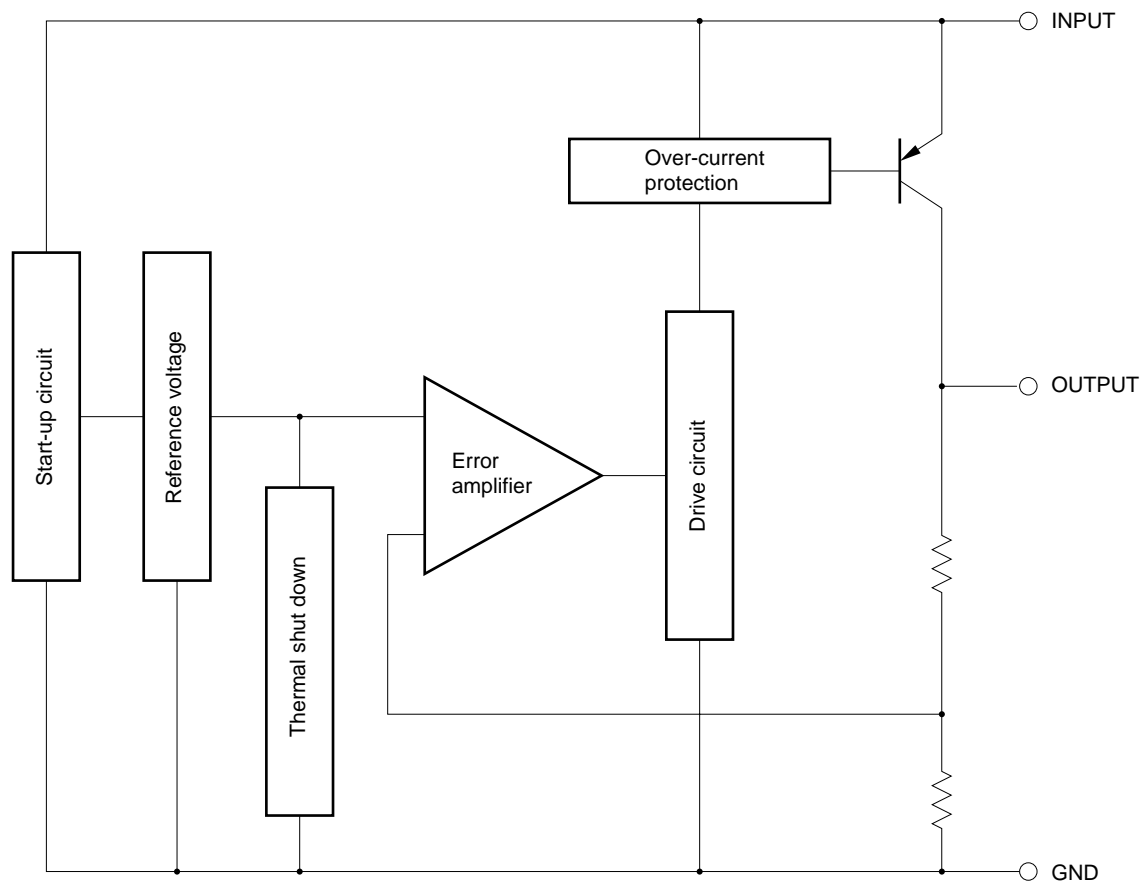 INPUT
Over-current
protection
Start-up circuit
Reference voltage
Thermal shut down
Error
amplifier
Drive circuit
OUTPUT
GND